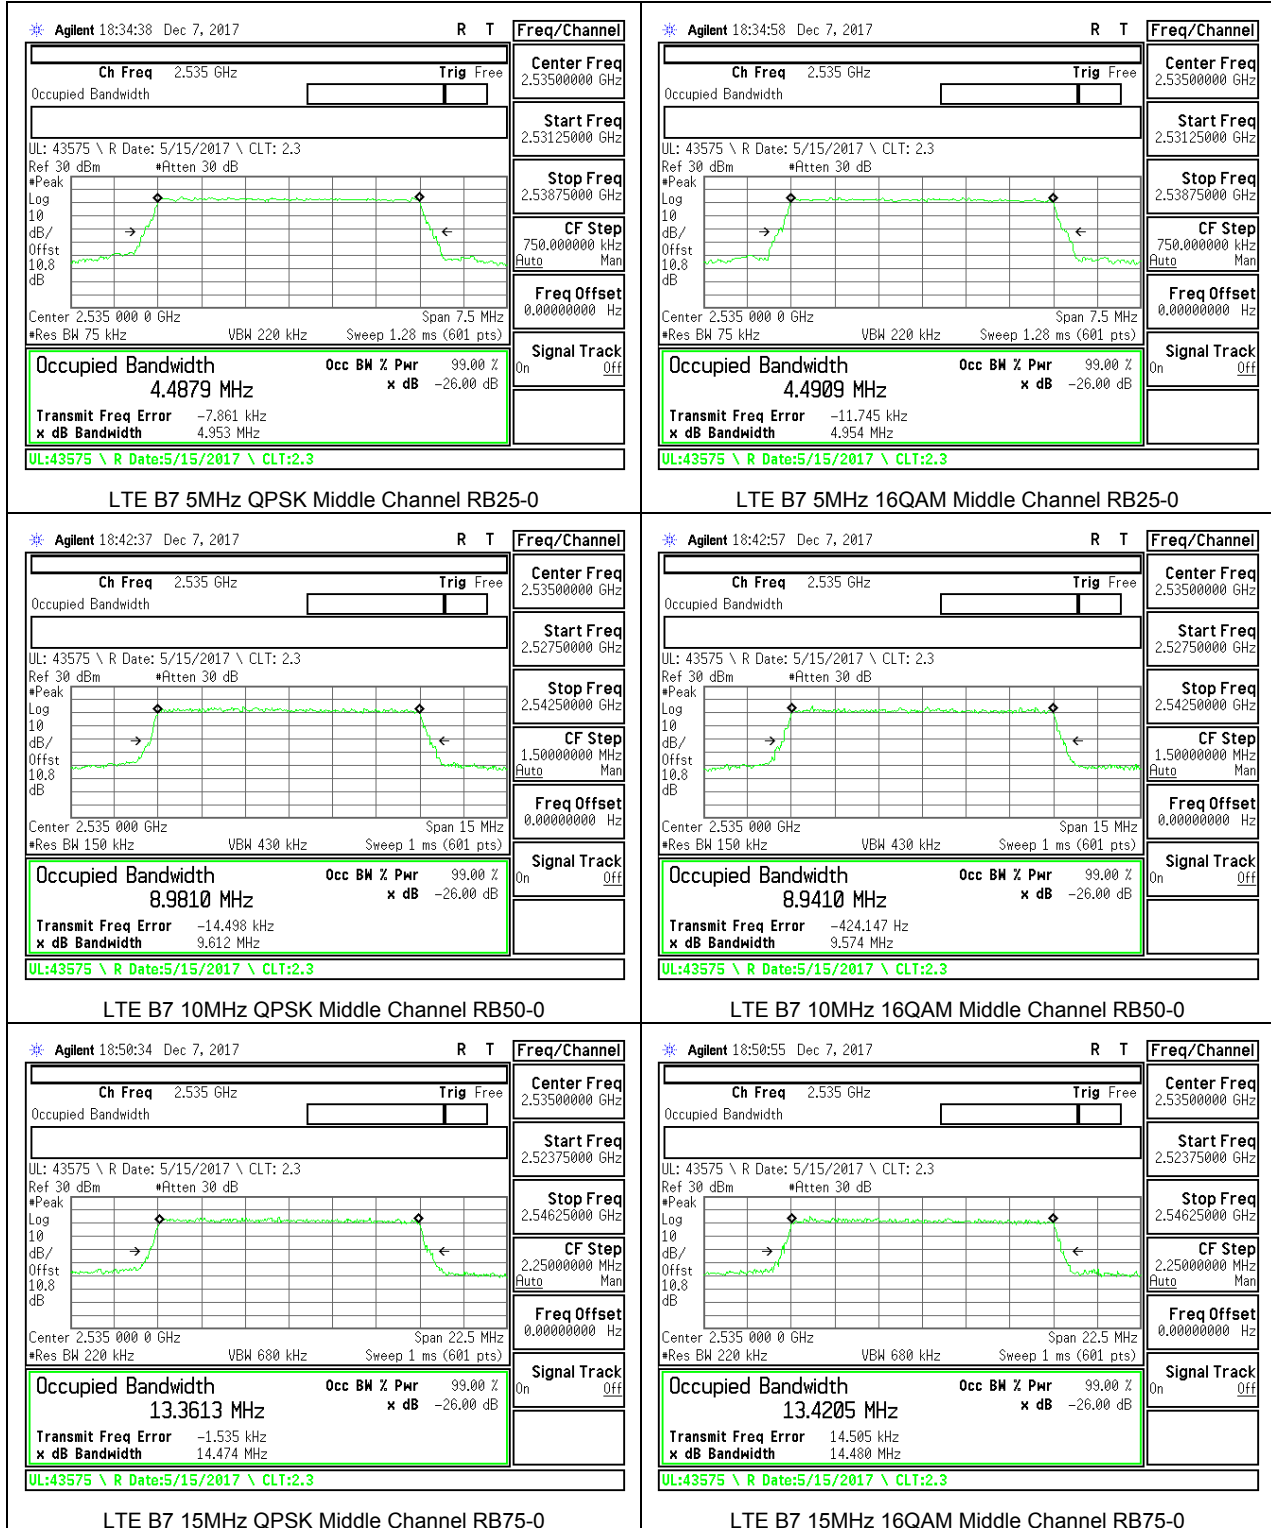 Agilent 18:34:38 Dec 7, 2017 R T Freq/Channel
Ch Freq 2.535 GHz Trig Free
Occupied Bandwidth
Center Freq
2.53500000 GHz
Start Freq
2.53125000 GHz
UL: 43575 \ R Date: 5/15/2017 \ CLT: 2.3
Ref 30 dBm #Atten 30 dB
#Peak
Log
10
dB/
Offst
10.8
dB
Stop Freq
2.53875000 GHz
CF Step
750.000000 kHz
Auto Man
Freq Offset
0.00000000 Hz
Center 2.535 000 0 GHz Span 7.5 MHz
#Res BW 75 kHz VBW 220 kHz Sweep 1.28 ms (601 pts)
Signal Track
On Off
Occupied Bandwidth Occ BW % Pwr 99.00 %
4.4879 MHz x dB -26.00 dB
Transmit Freq Error -7.861 kHz
x dB Bandwidth 4.953 MHz
UL:43575 \ R Date:5/15/2017 \ CLT:2.3
LTE B7 5MHz QPSK Middle Channel RB25-0
Agilent 18:34:58 Dec 7, 2017 R T Freq/Channel
Ch Freq 2.535 GHz Trig Free
Occupied Bandwidth
Center Freq
2.53500000 GHz
Start Freq
2.53125000 GHz
UL: 43575 \ R Date: 5/15/2017 \ CLT: 2.3
Ref 30 dBm #Atten 30 dB
#Peak
Log
10
dB/
Offst
10.8
dB
Stop Freq
2.53875000 GHz
CF Step
750.000000 kHz
Auto Man
Freq Offset
0.00000000 Hz
Center 2.535 000 0 GHz Span 7.5 MHz
#Res BW 75 kHz VBW 220 kHz Sweep 1.28 ms (601 pts)
Signal Track
On Off
Occupied Bandwidth Occ BW % Pwr 99.00 %
4.4909 MHz x dB -26.00 dB
Transmit Freq Error -11.745 kHz
x dB Bandwidth 4.954 MHz
UL:43575 \ R Date:5/15/2017 \ CLT:2.3
LTE B7 5MHz 16QAM Middle Channel RB25-0
Agilent 18:42:37 Dec 7, 2017 R T Freq/Channel
Ch Freq 2.535 GHz Trig Free
Occupied Bandwidth
Center Freq
2.53500000 GHz
Start Freq
2.52750000 GHz
UL: 43575 \ R Date: 5/15/2017 \ CLT: 2.3
Ref 30 dBm #Atten 30 dB
#Peak
Log
10
dB/
Offst
10.8
dB
Stop Freq
2.54250000 GHz
CF Step
1.50000000 MHz
Auto Man
Freq Offset
0.00000000 Hz
Center 2.535 000 GHz Span 15 MHz
#Res BW 150 kHz VBW 430 kHz Sweep 1 ms (601 pts)
Signal Track
On Off
Occupied Bandwidth Occ BW % Pwr 99.00 %
8.9810 MHz x dB -26.00 dB
Transmit Freq Error -14.498 kHz
x dB Bandwidth 9.612 MHz
UL:43575 \ R Date:5/15/2017 \ CLT:2.3
LTE B7 10MHz QPSK Middle Channel RB50-0
Agilent 18:42:57 Dec 7, 2017 R T Freq/Channel
Ch Freq 2.535 GHz Trig Free
Occupied Bandwidth
Center Freq
2.53500000 GHz
Start Freq
2.52750000 GHz
UL: 43575 \ R Date: 5/15/2017 \ CLT: 2.3
Ref 30 dBm #Atten 30 dB
#Peak
Log
10
dB/
Offst
10.8
dB
Stop Freq
2.54250000 GHz
CF Step
1.50000000 MHz
Auto Man
Freq Offset
0.00000000 Hz
Center 2.535 000 GHz Span 15 MHz
#Res BW 150 kHz VBW 430 kHz Sweep 1 ms (601 pts)
Signal Track
On Off
Occupied Bandwidth Occ BW % Pwr 99.00 %
8.9410 MHz x dB -26.00 dB
Transmit Freq Error -424.147 Hz
x dB Bandwidth 9.574 MHz
UL:43575 \ R Date:5/15/2017 \ CLT:2.3
LTE B7 10MHz 16QAM Middle Channel RB50-0
Agilent 18:50:34 Dec 7, 2017 R T Freq/Channel
Ch Freq 2.535 GHz Trig Free
Occupied Bandwidth
Center Freq
2.53500000 GHz
Start Freq
2.52375000 GHz
UL: 43575 \ R Date: 5/15/2017 \ CLT: 2.3
Ref 30 dBm #Atten 30 dB
#Peak
Log
10
dB/
Offst
10.8
dB
Stop Freq
2.54625000 GHz
CF Step
2.25000000 MHz
Auto Man
Freq Offset
0.00000000 Hz
Center 2.535 000 0 GHz Span 22.5 MHz
#Res BW 220 kHz VBW 680 kHz Sweep 1 ms (601 pts)
Signal Track
On Off
Occupied Bandwidth Occ BW % Pwr 99.00 %
13.3613 MHz x dB -26.00 dB
Transmit Freq Error -1.535 kHz
x dB Bandwidth 14.474 MHz
UL:43575 \ R Date:5/15/2017 \ CLT:2.3
LTE B7 15MHz QPSK Middle Channel RB75-0
Agilent 18:50:55 Dec 7, 2017 R T Freq/Channel
Ch Freq 2.535 GHz Trig Free
Occupied Bandwidth
Center Freq
2.53500000 GHz
Start Freq
2.52375000 GHz
UL: 43575 \ R Date: 5/15/2017 \ CLT: 2.3
Ref 30 dBm #Atten 30 dB
#Peak
Log
10
dB/
Offst
10.8
dB
Stop Freq
2.54625000 GHz
CF Step
2.25000000 MHz
Auto Man
Freq Offset
0.00000000 Hz
Center 2.535 000 0 GHz Span 22.5 MHz
#Res BW 220 kHz VBW 680 kHz Sweep 1 ms (601 pts)
Signal Track
On Off
Occupied Bandwidth Occ BW % Pwr 99.00 %
13.4205 MHz x dB -26.00 dB
Transmit Freq Error 14.505 kHz
x dB Bandwidth 14.480 MHz
UL:43575 \ R Date:5/15/2017 \ CLT:2.3
LTE B7 15MHz 16QAM Middle Channel RB75-0